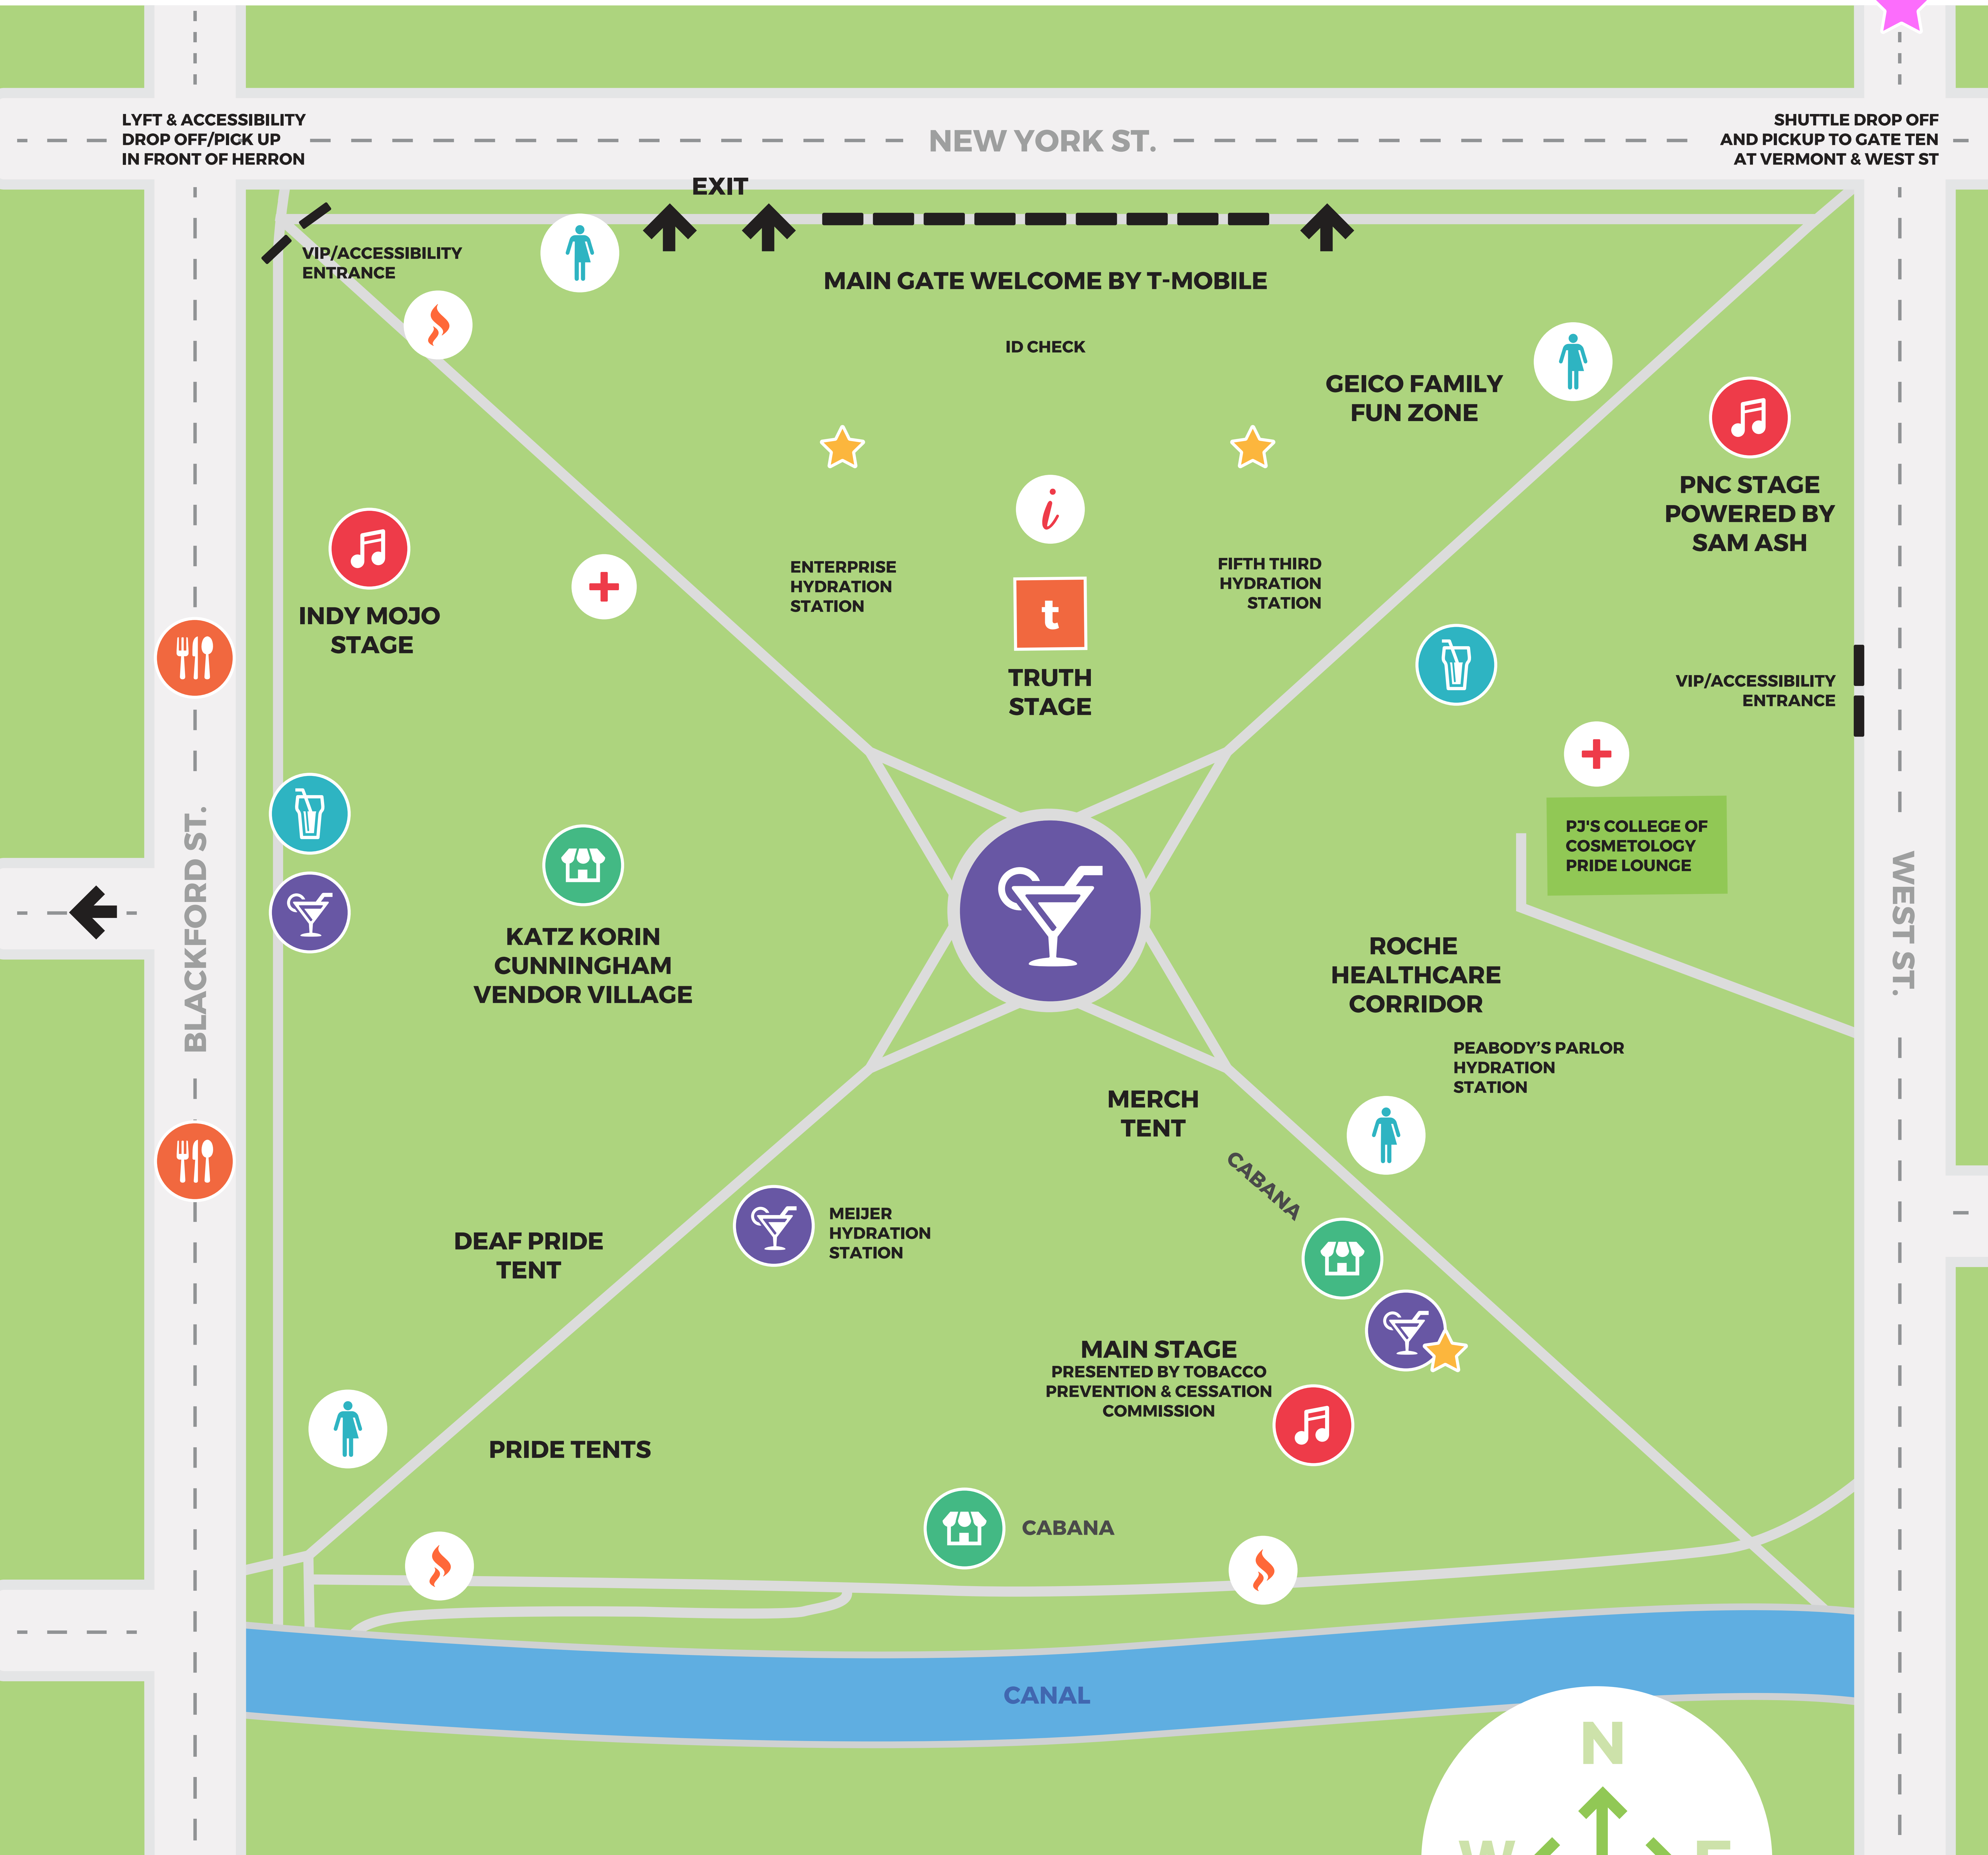 LYFT & ACCESSIBILITY
DROP OFF/PICK UP
IN FRONT OF HERRON
NEW YORK ST.
SHUTTLE DROP OFF
AND PICKUP TO GATE TEN
AT VERMONT & WEST ST
EXIT
VIP/ACCESSIBILITY
ENTRANCE
MAIN GATE WELCOME BY T-MOBILE
ID CHECK
GEICO FAMILY
FUN ZONE
PNC STAGE
POWERED BY
SAM ASH
i
INDY MOJO
STAGE
ENTERPRISE
HYDRATION
STATION
t
TRUTH
STAGE
FIFTH THIRD
HYDRATION
STATION
VIP/ACCESSIBILITY
ENTRANCE
PJ'S COLLEGE OF
COSMETOLOGY
PRIDE LOUNGE
BLACKFORD ST.
WEST ST.
KATZ KORIN
CUNNINGHAM
VENDOR VILLAGE
ROCHE
HEALTHCARE
CORRIDOR
PEABODY’S PARLOR
HYDRATION
STATION
MERCH
TENT
CABANA
DEAF PRIDE
TENT
MEIJER
HYDRATION
STATION
MAIN STAGE
PRESENTED BY TOBACCO
PREVENTION & CESSATION
COMMISSION
PRIDE TENTS
CABANA
CANAL
N
W E